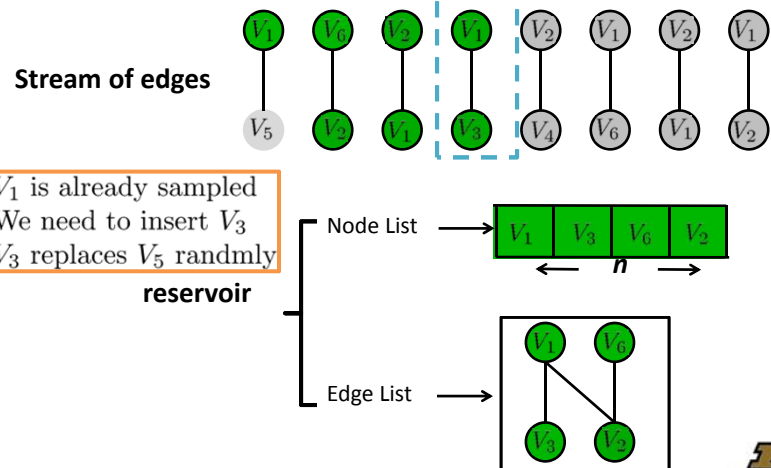 V1 V6 V2 V1 V2 V1 V2 V1
Stream of edges
V5 V2 V1 V3 V4 V6 V1 V2
V1 is already sampled
We need to insert V3
V3 replaces V5 randmly
reservoir
Node List
V1 V3 V6 V2
n
V1 V6
Edge List
V3 V2